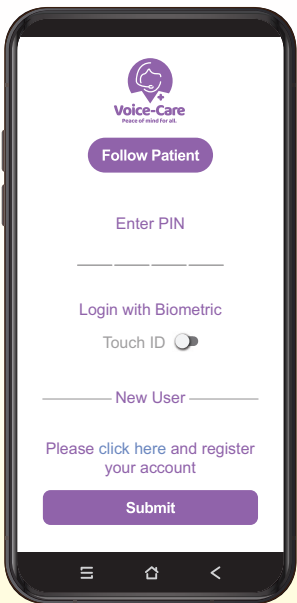 Voice-Care
Peace of mind for all.
Follow Patient
Enter PIN
Login with Biometric
Touch ID
New User
Please click here and register
your account
Submit